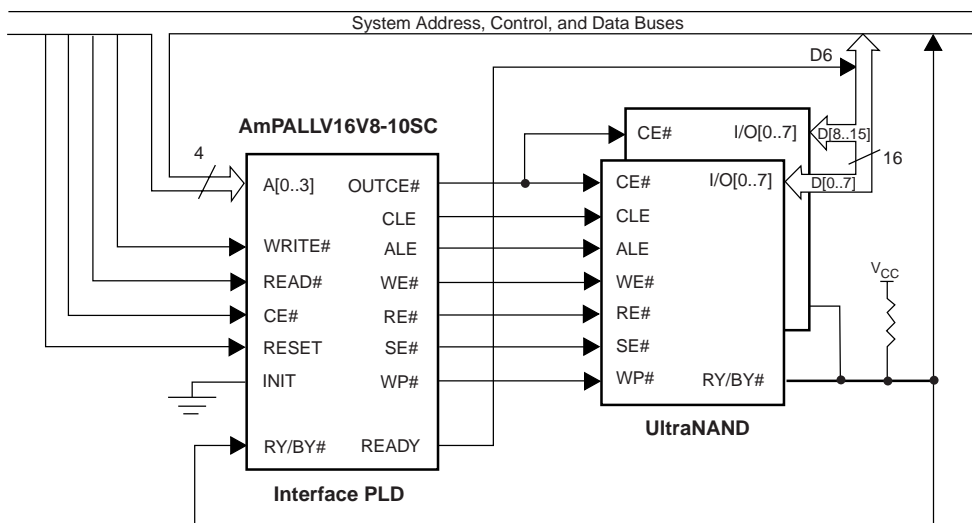 System Address, Control, and Data Buses
D6
AmPALLV16V8-10SC
4
CE#
I/O[0..7]
D[8..15]
16
A[0..3]
OUTCE#
CE#
I/O[0..7]
D[0..7]
CLE
CLE
WRITE#
ALE
ALE
READ#
WE#
WE#
VCC
CE#
RE#
RE#
RESET
SE#
SE#
INIT
WP#
WP#
RY/BY#
UltraNAND
RY/BY#
READY
Interface PLD